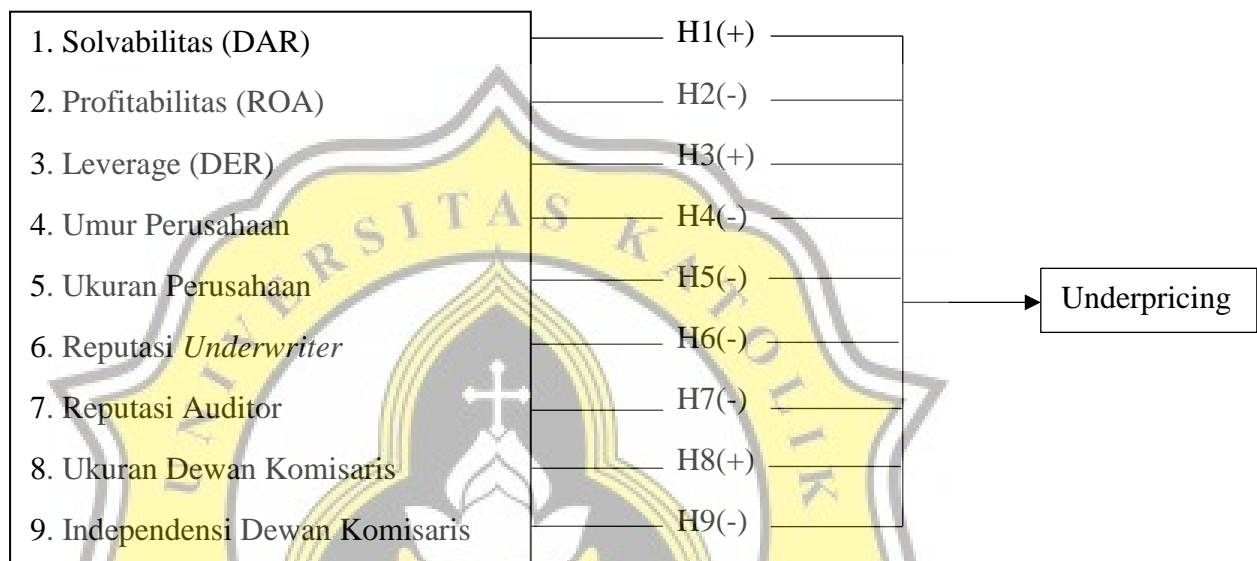 1. Solvabilitas (DAR) H1(+)
2. Profitabilitas (ROA) H2(-)
3. Leverage (DER) H3(+)
4. Umur Perusahaan H4(-)
5. Ukuran Perusahaan H5(-)
6. Reputasi Underwriter H6(-)
7. Reputasi Auditor H7(-)
8. Ukuran Dewan Komisaris H8(+)
9. Independensi Dewan Komisaris H9(-)
Underpricing
UNIVERSITAS KATOLIK